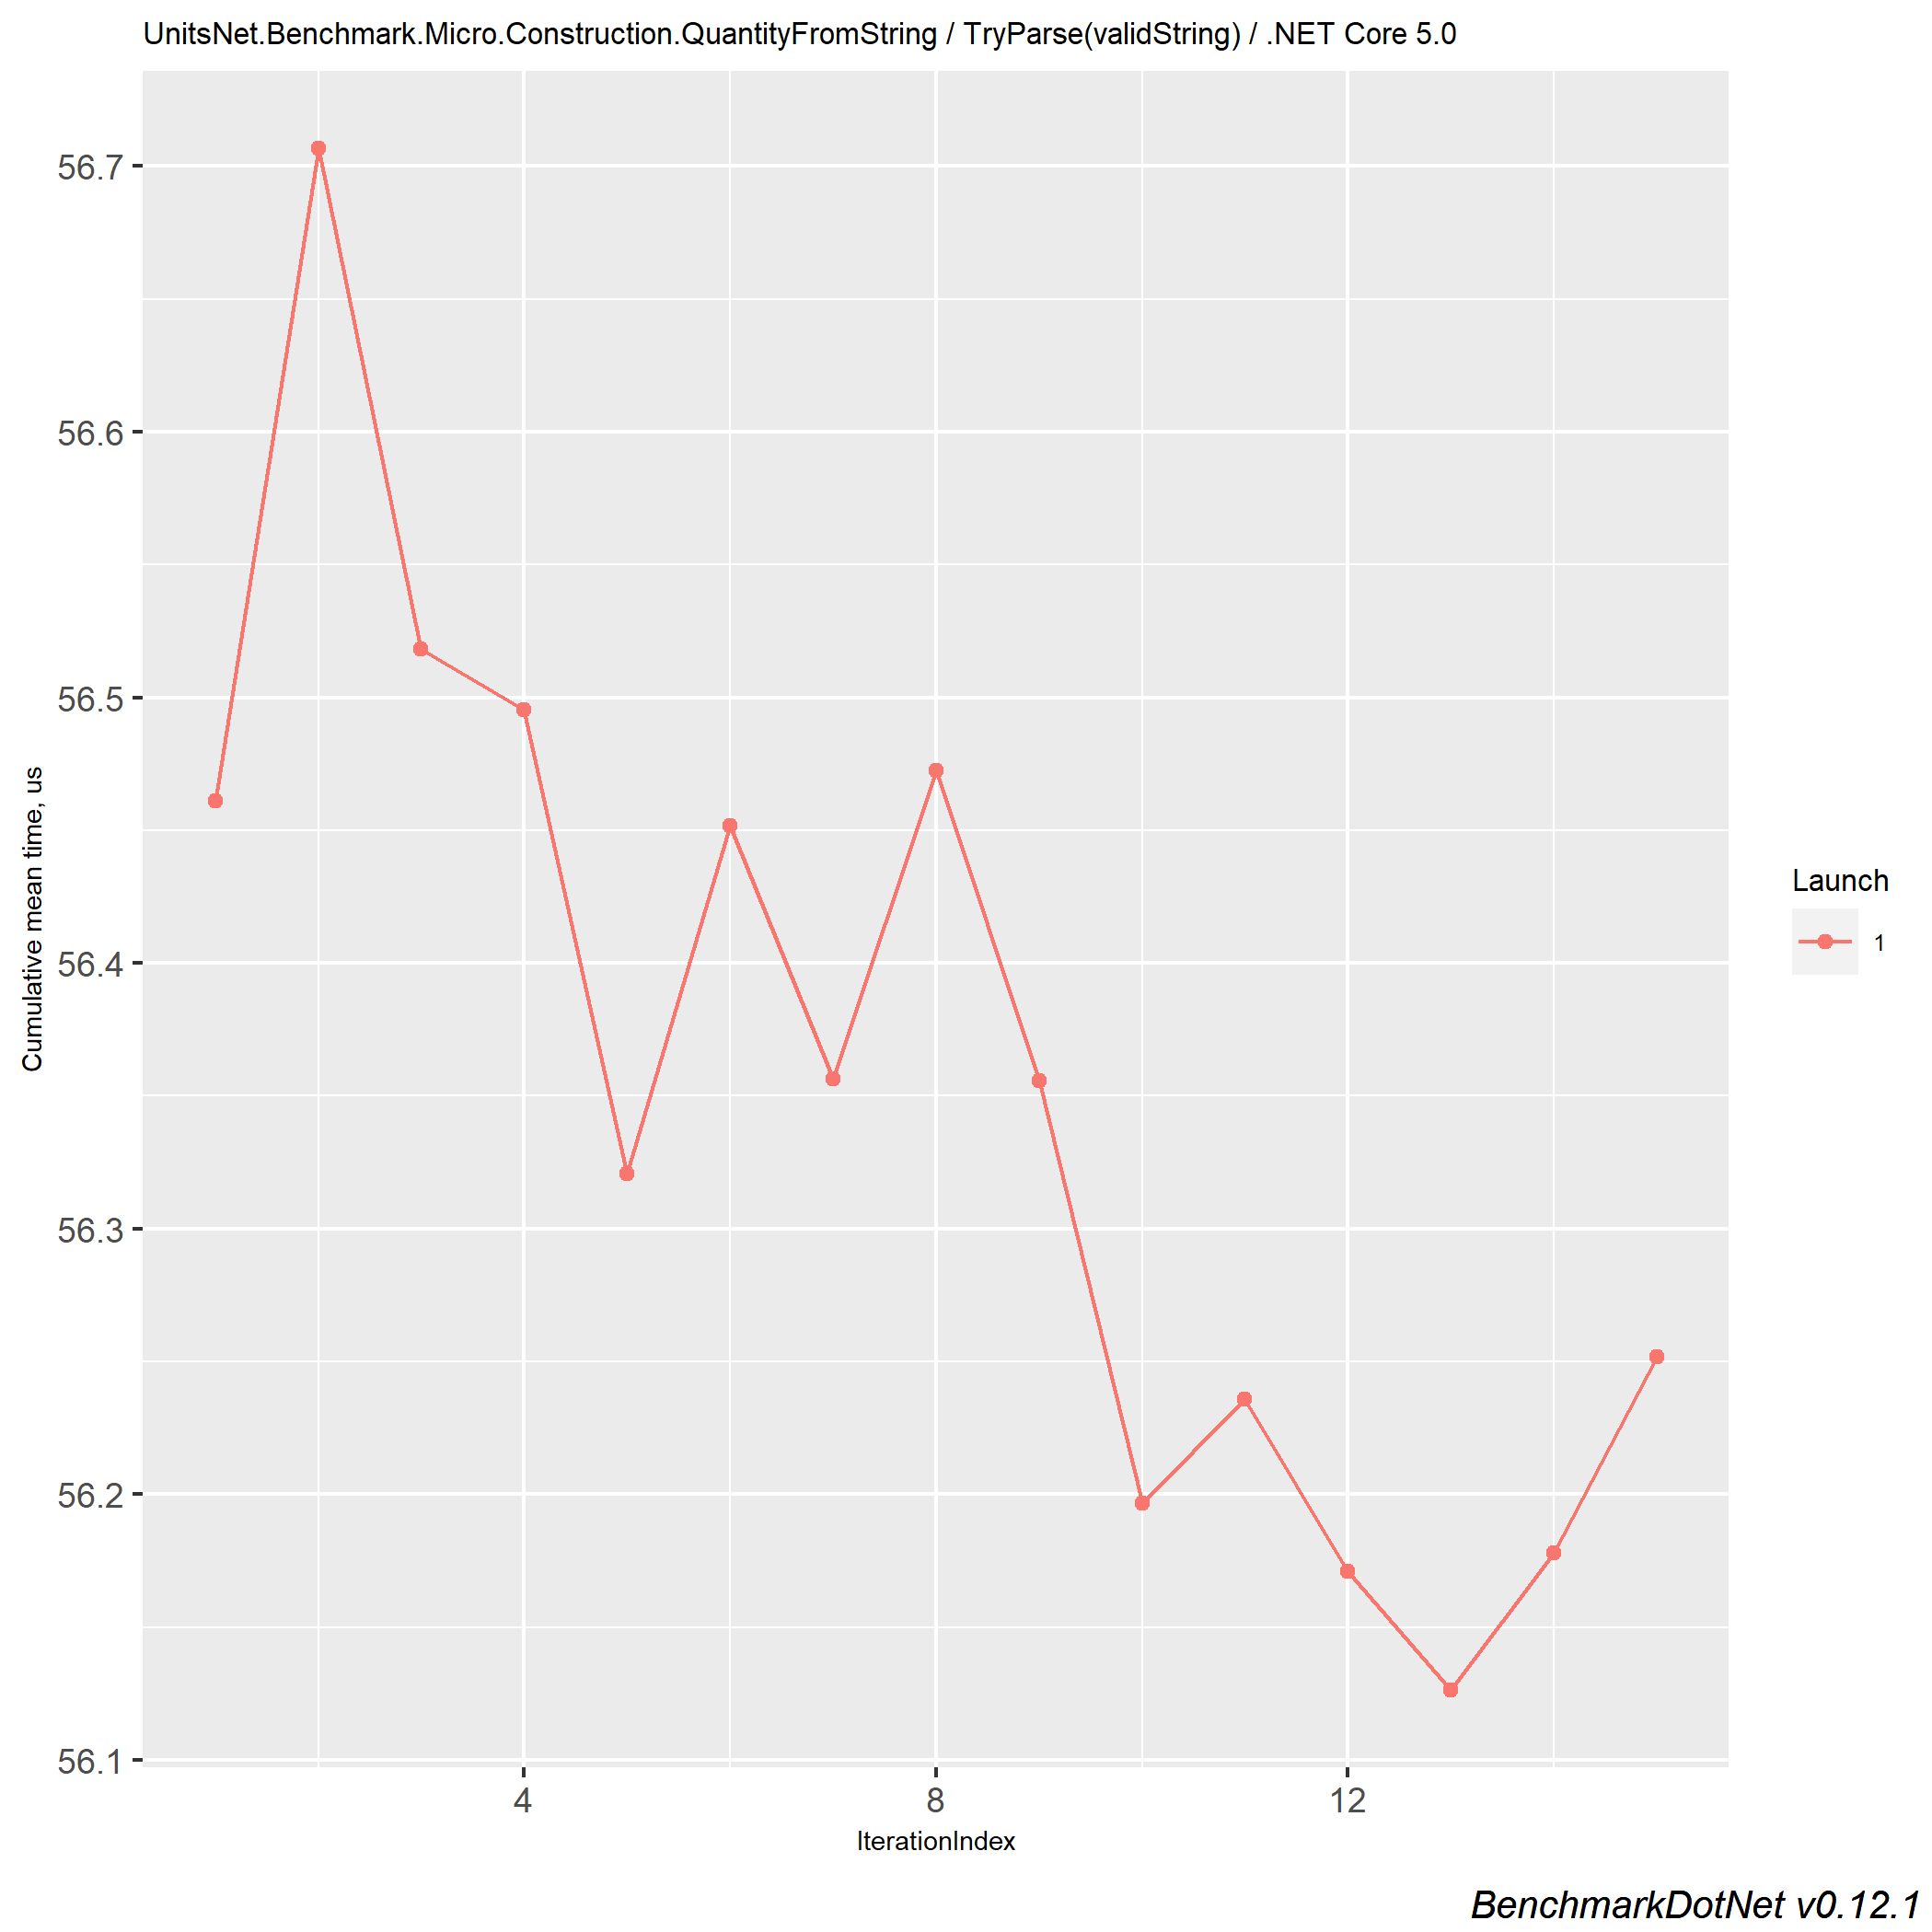 UnitsNet.Benchmark.Micro.Construction.QuantityFromString / TryParse(validString) / .NET Core 5.0
Cumulative mean time, us
56.7
56.6
56.5
56.4
56.3
56.2
56.1
4
8
12
IterationIndex
Launch
1
BenchmarkDotNet v0.12.1